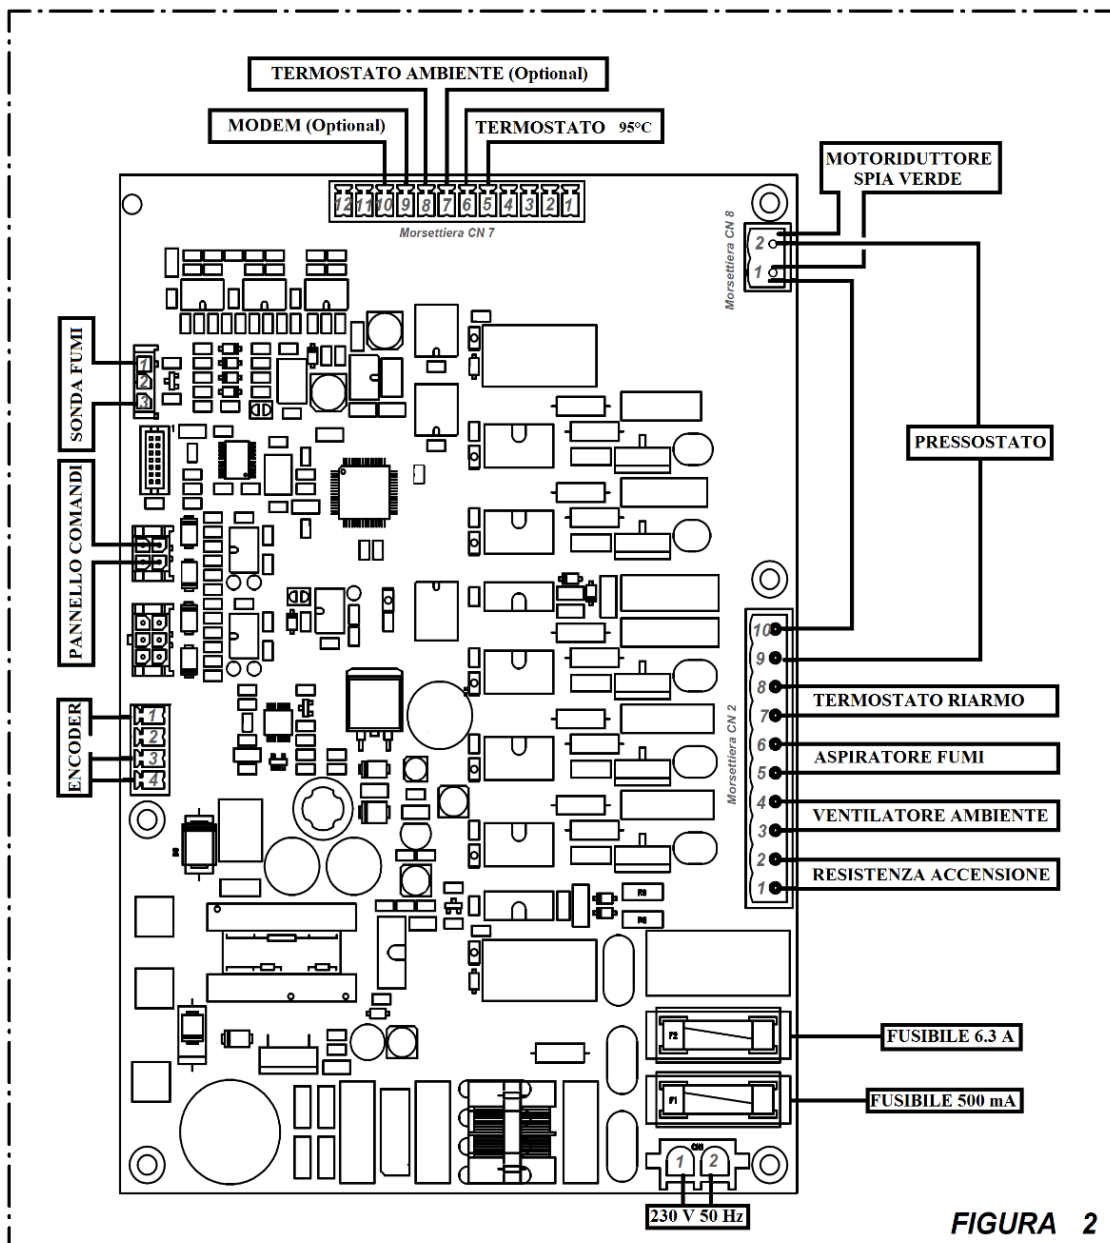 TERMOSTATO AMBIENTE (Optional)
MODEM (Optional)
TERMOSTATO 95°C
MOTORIDUTTORE
SPIA VERDE
12 11 10 9 8 7 6 5 4 3 2 1
Morsettiera CN 7
Morsettiera CN 8
2
1
SONDA FUMI
1
2
3
1
PRESSOSTATO
PANNELLO COMANDI
ENCODER
1
2
3
4
Morsettiera CN 2
10
9
8
7
6
5
4
3
2
1
TERMOSTATO RIARMO
ASPIRATORE FUMI
VENTILATORE AMBIENTE
RESISTENZA ACCENSIONE
F2
FUSIBILE 6.3 A
F1
FUSIBILE 500 mA
1 2
230 V 50 Hz
FIGURA 2